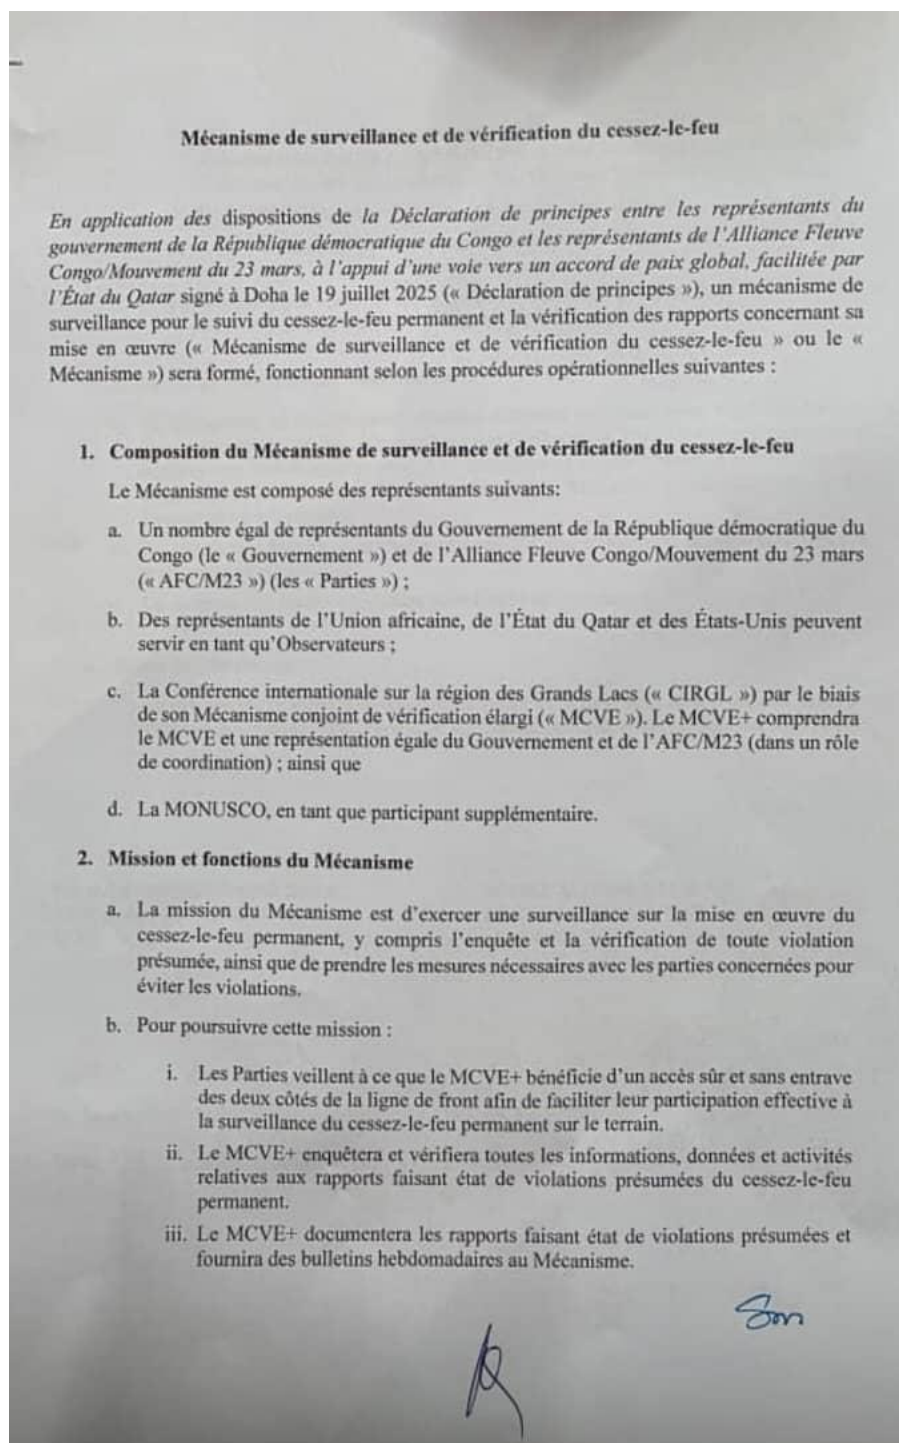 Mécanisme de surveillance et de vérification du cessez-le-feu
En application des dispositions de la Déclaration de principes entre les représentants du
gouvernement de la République démocratique du Congo et les représentants de l'Alliance Fleuve
Congo/Mouvement du 23 mars, à l'appui d'une voie vers un accord de paix global, facilitée par
l'État du Qatar signé à Doha le 19 juillet 2025 (« Déclaration de principes »), un mécanisme de
surveillance pour le suivi du cessez-le-feu permanent et la vérification des rapports concernant sa
mise en œuvre (« Mécanisme de surveillance et de vérification du cessez-le-feu » ou le «
Mécanisme ») sera formé, fonctionnant selon les procédures opérationnelles suivantes :
1. Composition du Mécanisme de surveillance et de vérification du cessez-le-feu
Le Mécanisme est composé des représentants suivants:
a. Un nombre égal de représentants du Gouvernement de la République démocratique du
Congo (le « Gouvernement ») et de l'Alliance Fleuve Congo/Mouvement du 23 mars
(« AFC/M23 ») (les « Parties ») ;
b. Des représentants de l'Union africaine, de l'État du Qatar et des États-Unis peuvent
servir en tant qu'Observateurs ;
c. La Conférence internationale sur la région des Grands Lacs (« CIRGL ») par le biais
de son Mécanisme conjoint de vérification élargi (« MCVE »). Le MCVE+ comprendra
le MCVE et une représentation égale du Gouvernement et de l'AFC/M23 (dans un rôle
de coordination) ; ainsi que
d. La MONUSCO, en tant que participant supplémentaire.
2. Mission et fonctions du Mécanisme
a. La mission du Mécanisme est d'exercer une surveillance sur la mise en œuvre du
cessez-le-feu permanent, y compris l'enquête et la vérification de toute violation
présumée, ainsi que de prendre les mesures nécessaires avec les parties concernées pour
éviter les violations.
b. Pour poursuivre cette mission :
i. Les Parties veillent à ce que le MCVE+ bénéficie d'un accès sûr et sans entrave
des deux côtés de la ligne de front afin de faciliter leur participation effective à
la surveillance du cessez-le-feu permanent sur le terrain.
ii. Le MCVE+ enquêtera et vérifiera toutes les informations, données et activités
relatives aux rapports faisant état de violations présumées du cessez-le-feu
permanent.
iii. Le MCVE+ documentera les rapports faisant état de violations présumées et
fournira des bulletins hebdomadaires au Mécanisme.